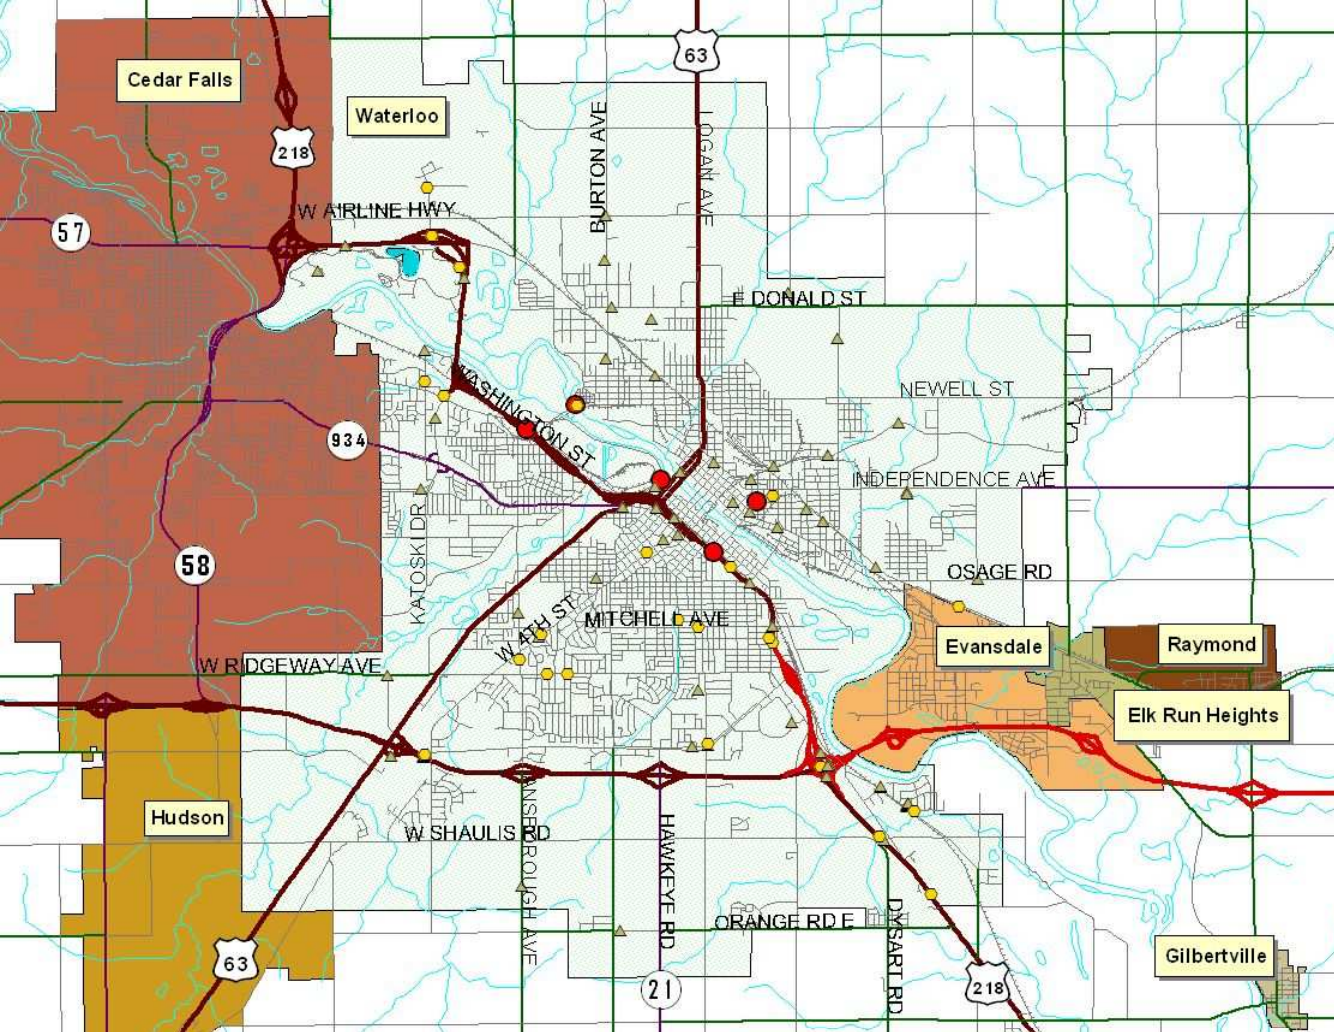 63
Cedar Falls
Waterloo
BURTON AVE
LOGAN AVE
218
W AIRLINE HWY
57
E DONALD ST
WASHINGTON ST
NEWELL ST
934
INDEPENDENCE AVE
KATOSKI DR
58
OSAGE RD
MITCHELL AVE
W 4TH ST
Evansdale
Raymond
W RIDGEWAY AVE
Elk Run Heights
Hudson
W SHAULIS RD
ANSBOROUGH AVE
HAWKEYE RD
ORANGE RD E
DYSART RD
63
21
218
Gilbertville